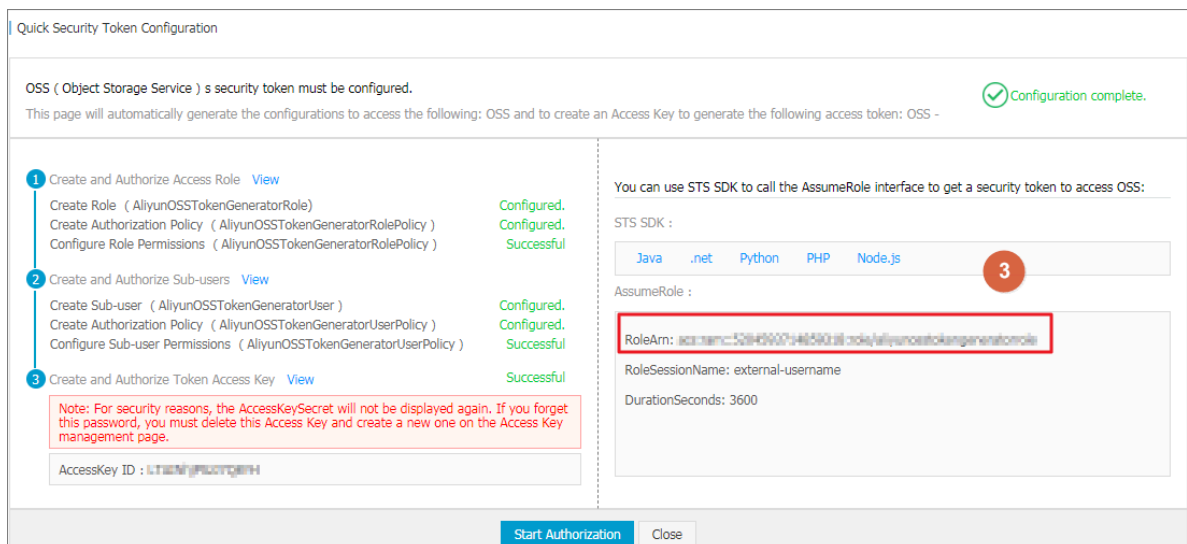 Quick Security Token Configuration
OSS ( Object Storage Service ) s security token must be configured.
This page will automatically generate the configurations to access the following: OSS and to create an Access Key to generate the following access token: OSS -
Configuration complete.
1 Create and Authorize Access Role View
Create Role ( AliyunOSSTokenGeneratorRole) Configured.
Create Authorization Policy ( AliyunOSSTokenGeneratorRolePolicy ) Configured.
Configure Role Permissions ( AliyunOSSTokenGeneratorRolePolicy ) Successful
2 Create and Authorize Sub-users View
Create Sub-user ( AliyunOSSTokenGeneratorUser ) Configured.
Create Authorization Policy ( AliyunOSSTokenGeneratorUserPolicy ) Configured.
Configure Sub-user Permissions ( AliyunOSSTokenGeneratorUserPolicy ) Successful
3 Create and Authorize Token Access Key View Successful
Note: For security reasons, the AccessKeySecret will not be displayed again. If you forget
this password, you must delete this Access Key and create a new one on the Access Key
management page.
AccessKey ID :
You can use STS SDK to call the AssumeRole interface to get a security token to access OSS:
STS SDK :
Java .net Python PHP Node.js
3
AssumeRole :
RoleArn:
RoleSessionName: external-username
DurationSeconds: 3600
Start Authorization Close